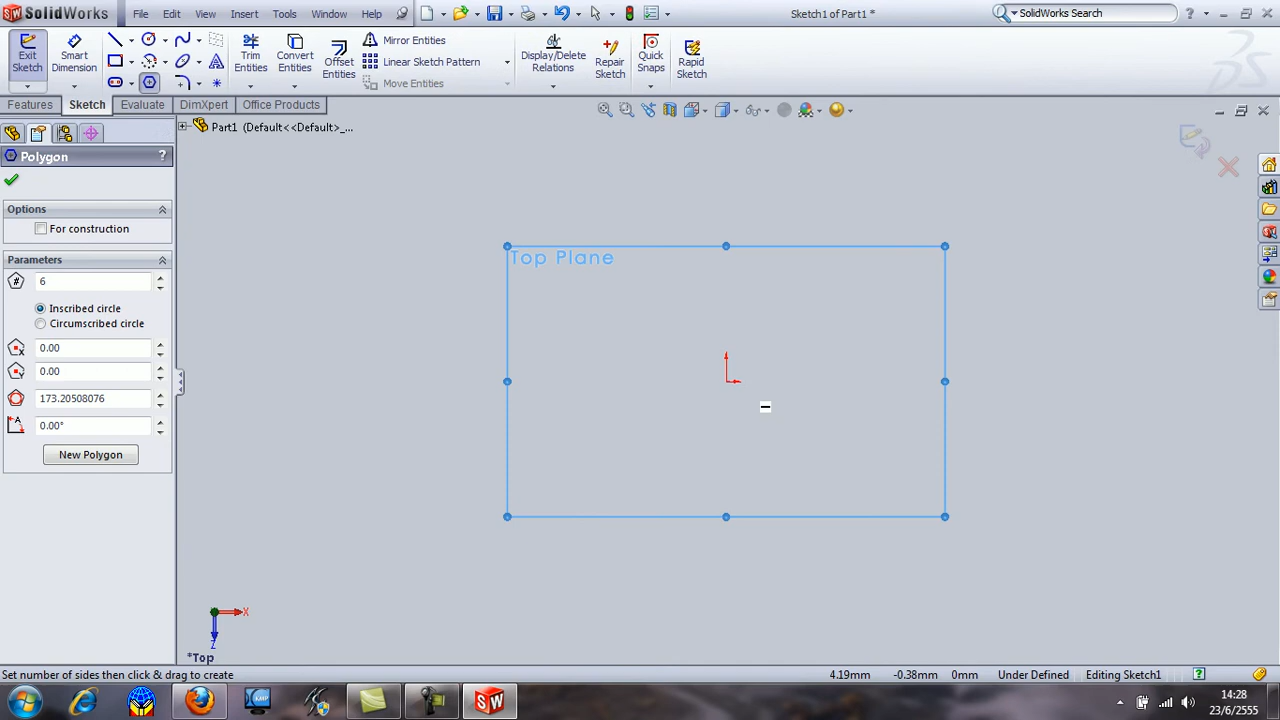 SolidWorks
File
Edit
View
Insert
Tools
Window
Help
Sketch1 of Part1 *
SolidWorks Search
Exit Sketch
Smart Dimension
Trim Entities
Convert Entities
Offset Entities
Mirror Entities
Linear Sketch Pattern
Move Entities
Display/Delete Relations
Repair Sketch
Quick Snaps
Rapid Sketch
Features
Sketch
Evaluate
DimXpert
Office Products
Part1 (Default<<Default>_...
Polygon
?
Options
For construction
Parameters
6
Inscribed circle
Circumscribed circle
0.00
0.00
173.20508076
0.00°
New Polygon
Top Plane
X
Z
*Top
Set number of sides then click & drag to create
4.19mm
-0.38mm
0mm
Under Defined
Editing Sketch1
14:28
23/6/2555